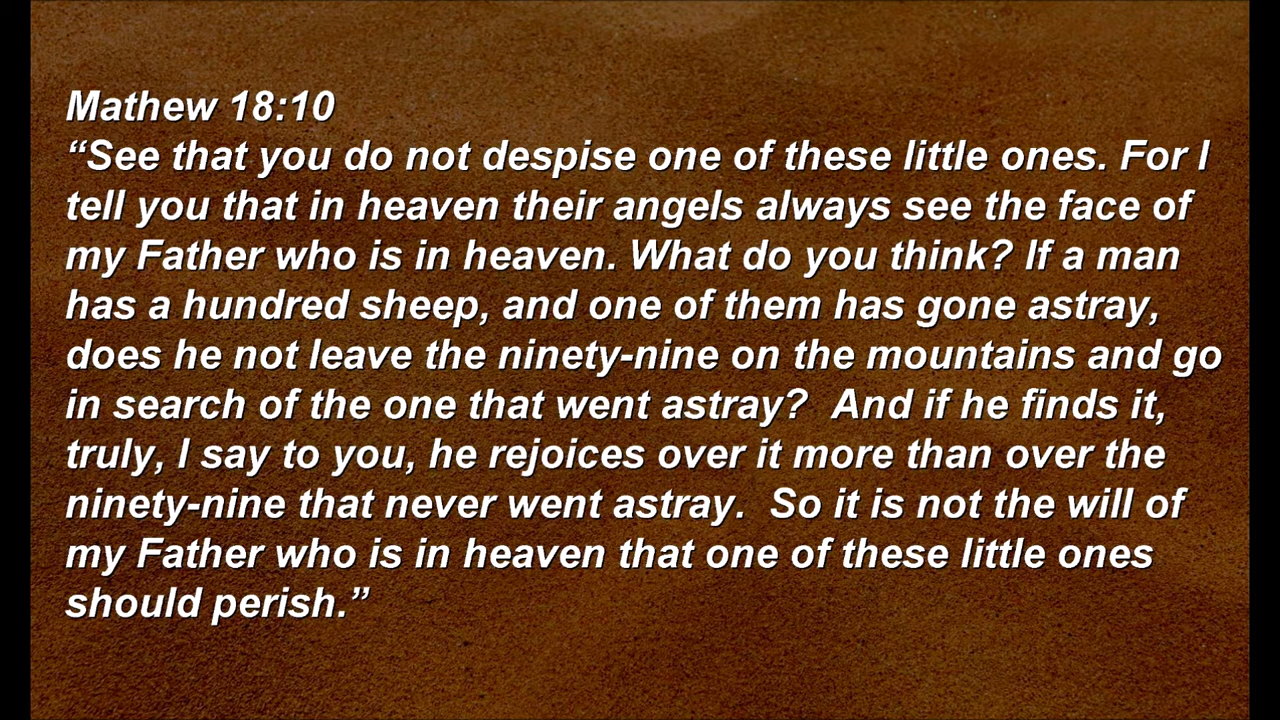 Mathew 18:10
“See that you do not despise one of these little ones. For I
tell you that in heaven their angels always see the face of
my Father who is in heaven. What do you think? If a man
has a hundred sheep, and one of them has gone astray,
does he not leave the ninety-nine on the mountains and go
in search of the one that went astray?  And if he finds it,
truly, I say to you, he rejoices over it more than over the
ninety-nine that never went astray.  So it is not the will of
my Father who is in heaven that one of these little ones
should perish.”